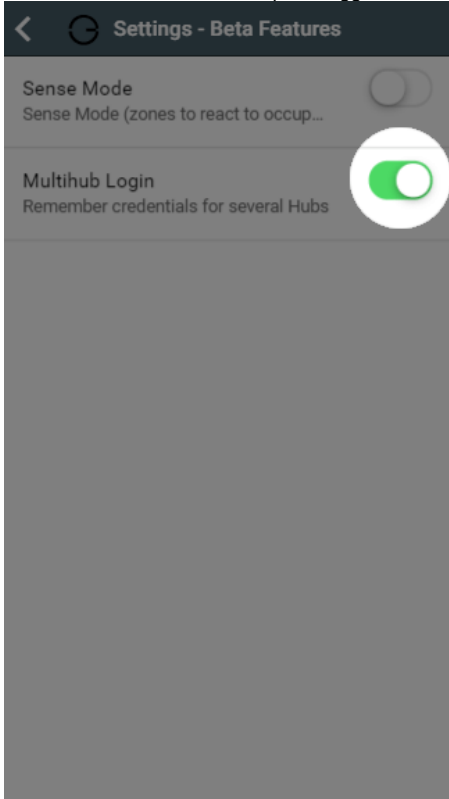 Settings - Beta Features
Sense Mode
Sense Mode (zones to react to occup...
Multihub Login
Remember credentials for several Hubs